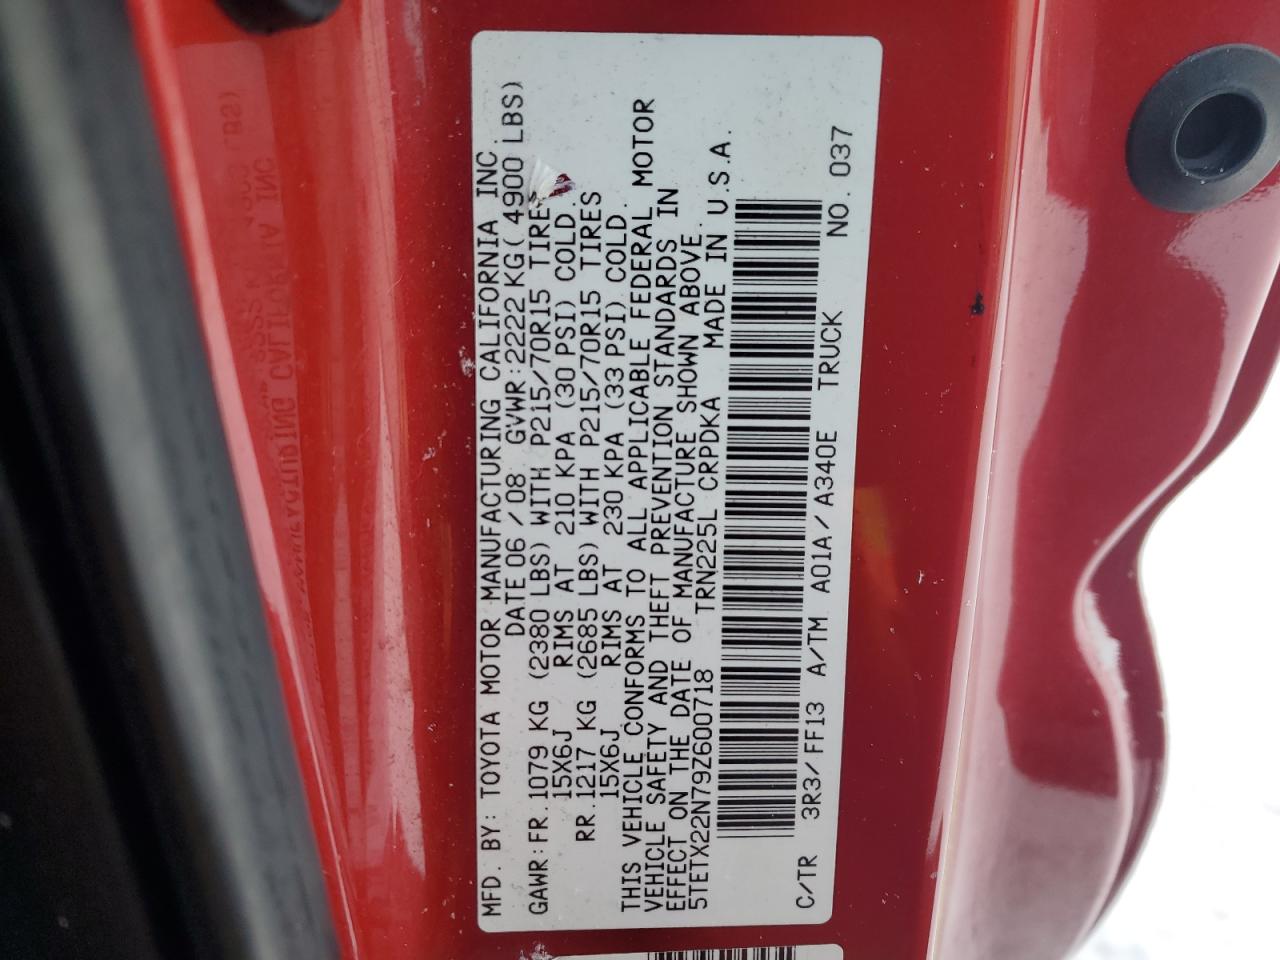 MFD. BY: TOYOTA MOTOR MANUFACTURING CALIFORNIA INC.
DATE 06/08 GVWR:2222KG(4900 LBS)
GAWR:FR.1079 KG (2380 LBS) WITH P215/70R15 TIRES
15X6J RIMS AT 210 KPA (30 PSI) COLD.
RR.1217 KG (2685 LBS) WITH P215/70R15 TIRES
15X6J RIMS AT 230 KPA (33 PSI) COLD.
THIS VEHICLE CONFORMS TO ALL APPLICABLE FEDERAL MOTOR
VEHICLE SAFETY AND THEFT PREVENTION STANDARDS IN
EFFECT ON THE DATE OF MANUFACTURE SHOWN ABOVE.
5TETX22N79Z600718 TRN225L CRPDKA MADE IN U.S.A.
C/TR 3R3/FF13 A/TM A01A/A340E TRUCK NO. 037